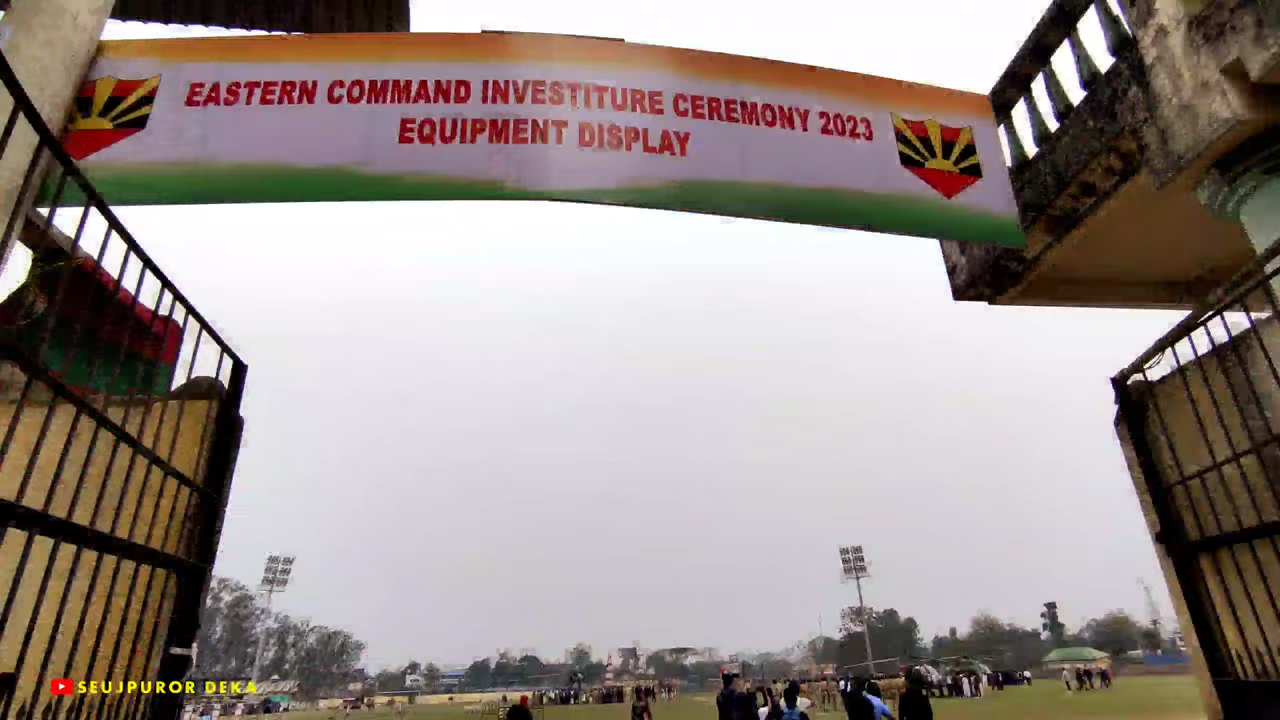 EASTERN COMMAND INVESTITURE CEREMONY 2023
EQUIPMENT DISPLAY
SEUJPUROR DEKA